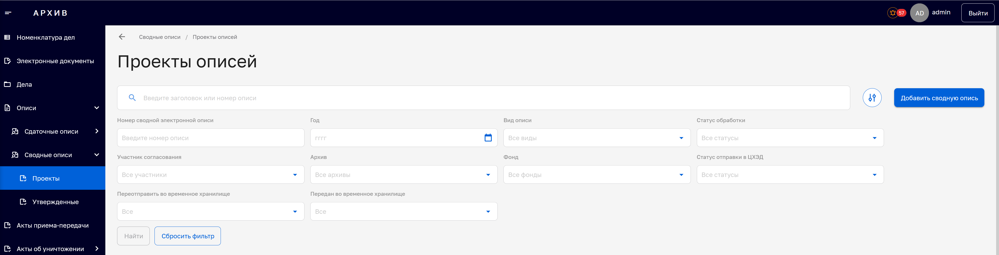 АРХИВ
57
AD
admin
Выйти
Номенклатура дел
Электронные документы
Дела
Описи
Сдаточные описи
Сводные описи
Проекты
Утвержденные
Акты приема-передачи
Акты об уничтожении
Сводные описи / Проекты описей
Проекты описей
Введите заголовок или номер описи
Добавить сводную опись
Номер сводной электронной описи
Введите номер описи
Год
гггг
Вид описи
Все виды
Статус обработки
Все статусы
Участник согласования
Все участники
Архив
Все архивы
Фонд
Все фонды
Статус отправки в ЦХЭД
Все статусы
Переотправить во временное хранилище
Все
Передан во временное хранилище
Все
Найти
Сбросить фильтр